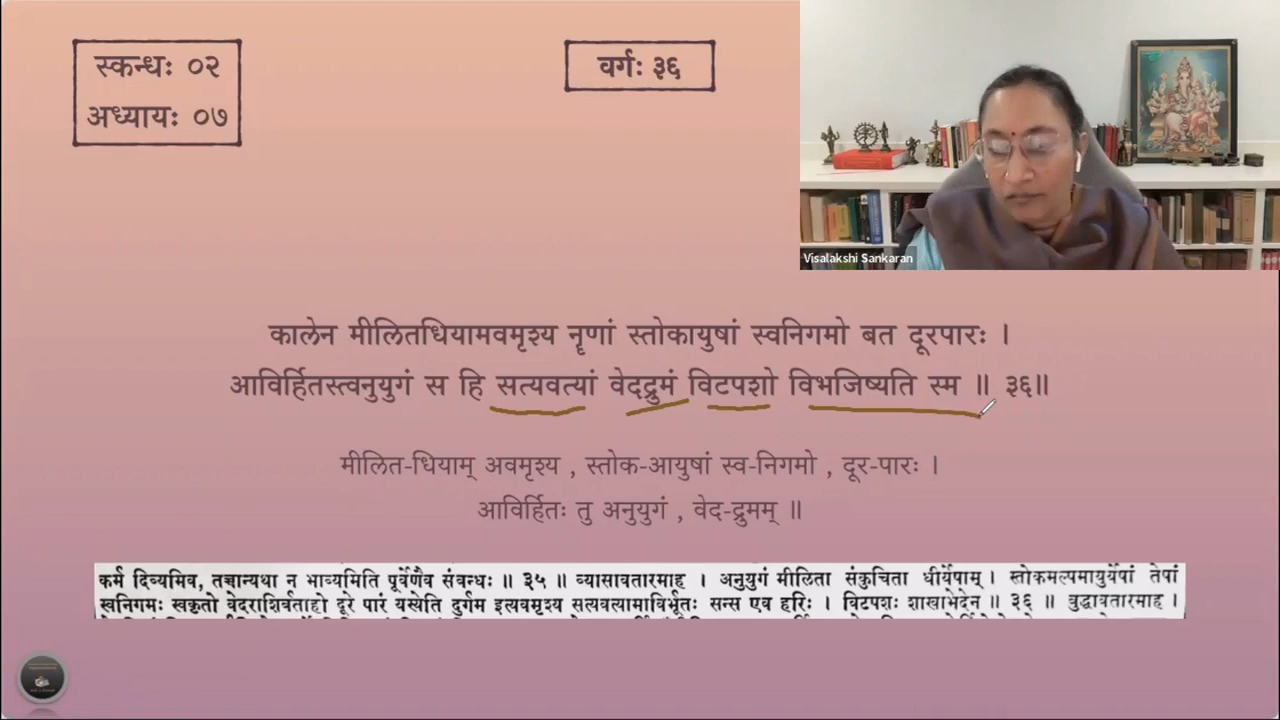 स्कन्धः ०२
अध्यायः ०७
वर्गः ३६
Visalakshi Sankaran
कालेन मीलितधियामवमृश्य नॄणां स्तोकायुषां स्वनिगमो बत दूरपारः ।
आविर्हितस्त्वनुयुगं स हि सत्यवत्यां वेदद्रुमं विटपशो विभजिष्यति स्म ॥ ३६॥
मीलित-धियाम् अवमृश्य , स्तोक-आयुषां स्व-निगमो , दूर-पारः ।
आविर्हितः तु अनुयुगं , वेद-द्रुमम् ॥
कर्म दिव्यमिव, तच्चान्यथा न भाव्यमिति पूर्वेणैव संबन्धः ॥ ३५ ॥ व्यासावतारमाह । अनुयुगं मीलिता संकुचिता धीर्येषाम् । स्तोकमल्पमायुर्येषां तेषां
स्वनिगमः स्वकृतो वेदराशिर्बताहो दूरे पारं यस्येति दुर्गम इत्यवमृश्य सत्यवत्यामाविर्भूतः सन्स एव हरिः । विटपशः शाखाभेदेन ॥ ३६ ॥ बुद्धावतारमाह ।